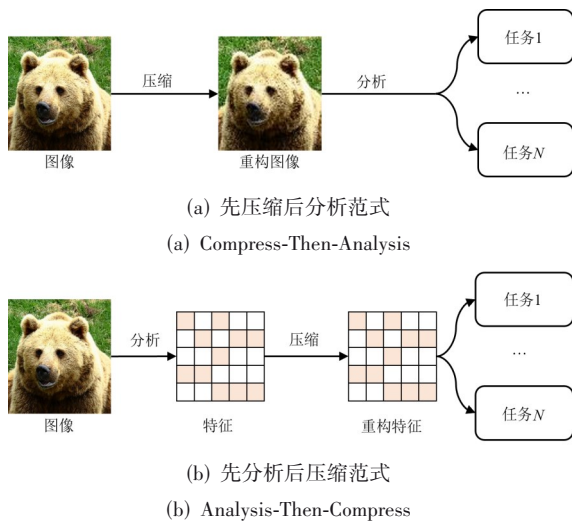 任务1
压缩
分析
…
图像
重构图像
任务N
(a) 先压缩后分析范式
(a) Compress-Then-Analysis
任务1
分析
压缩
…
图像
特征
重构特征
任务N
(b) 先分析后压缩范式
(b) Analysis-Then-Compress